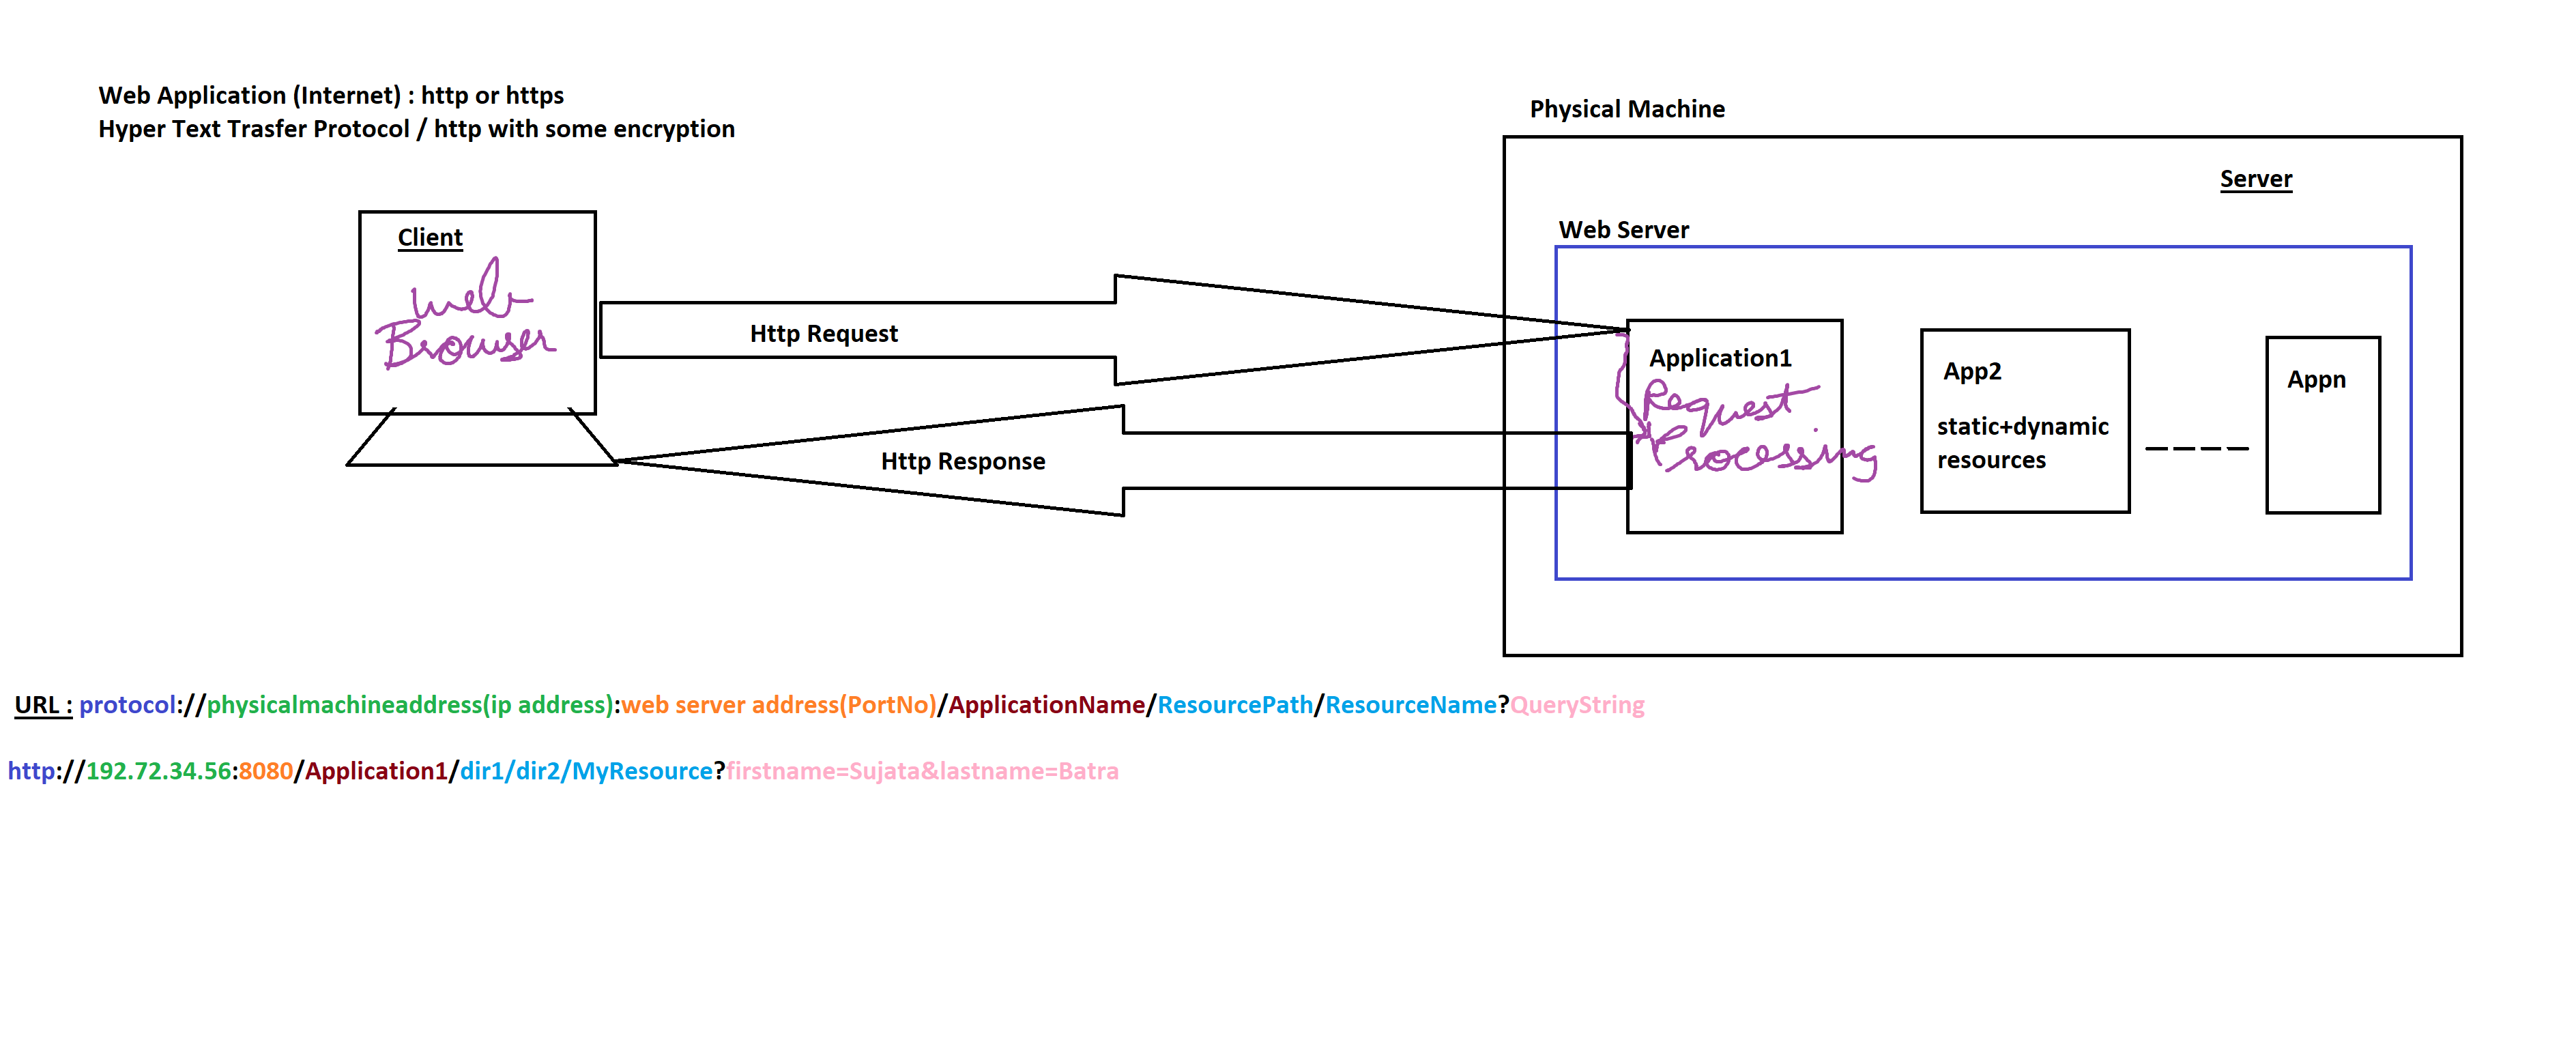 Web Application (Internet) : http or https
Hyper Text Trasfer Protocol / http with some encryption
Physical Machine
Server
Web Server
Client
Web
Browser
Http Request
Application1
Request
Processing
App2
static+dynamic
resources
Appn
Http Response
URL : protocol://physicalmachineaddress(ip address):web server address(PortNo)/ApplicationName/ResourcePath/ResourceName?QueryString
http://192.72.34.56:8080/Application1/dir1/dir2/MyResource?firstname=Sujata&lastname=Batra